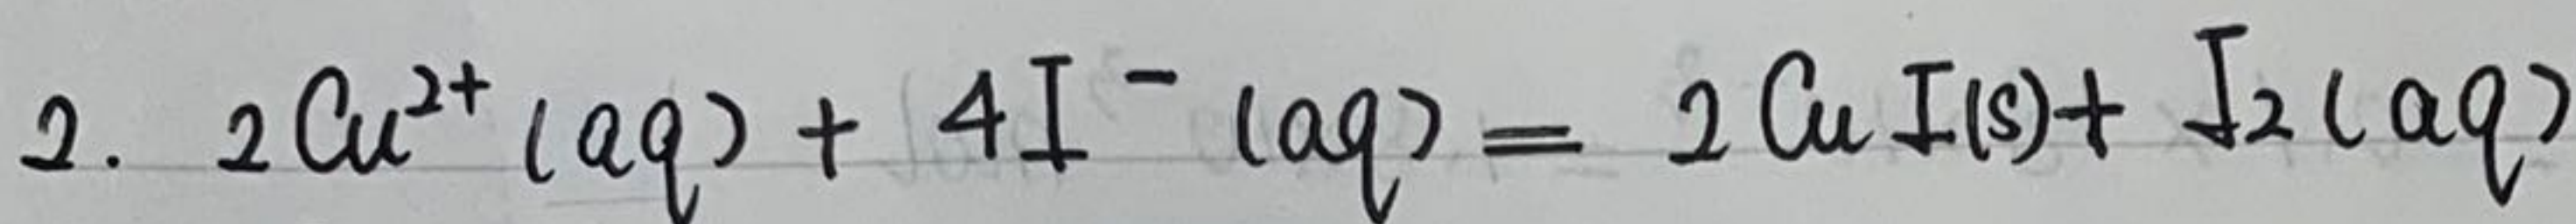 2. 2Cu²⁺(aq) + 4I⁻(aq) = 2CuI(s) + I₂(aq)